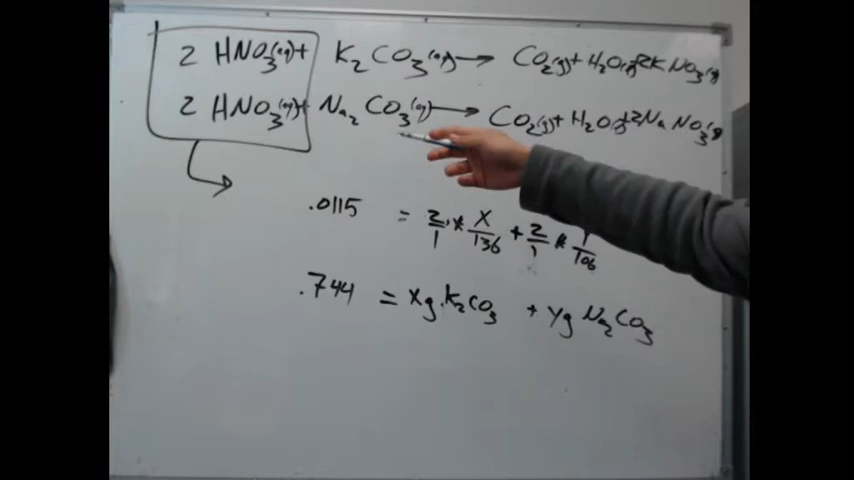 2 HNO3(aq) + K2CO3(aq) → CO2(g) + H2O(l) + 2KNO3(aq)
2 HNO3(aq) + Na2CO3(aq) → CO2(g) + H2O(l) + 2NaNO3(aq)
.0115 = 2/1 * X/136 + 2/1 * Y/106
.744 = Xg K2CO3 + Yg Na2CO3